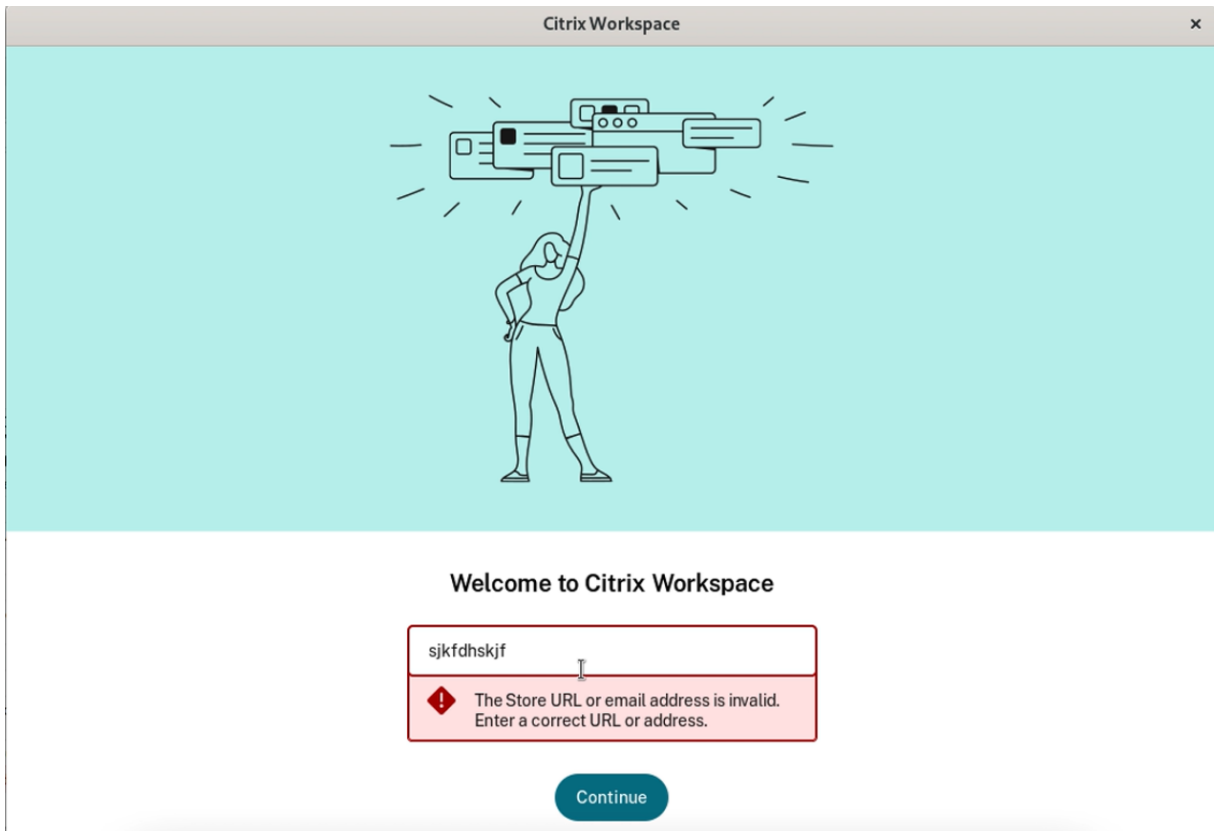 Citrix Workspace
Welcome to Citrix Workspace
sjkfdhskjf
The Store URL or email address is invalid.
Enter a correct URL or address.
Continue